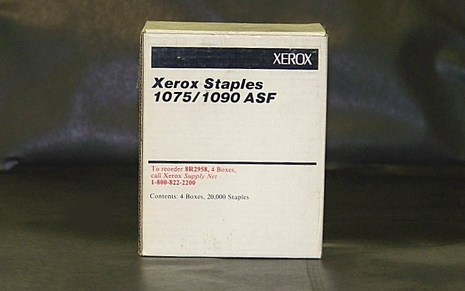 XEROX
Xerox Staples
1075/1090 ASF
To reorder 8R2958, 4 Boxes,
call Xerox Supply Net
1-800-822-2200
Contents: 4 Boxes, 20,000 Staples